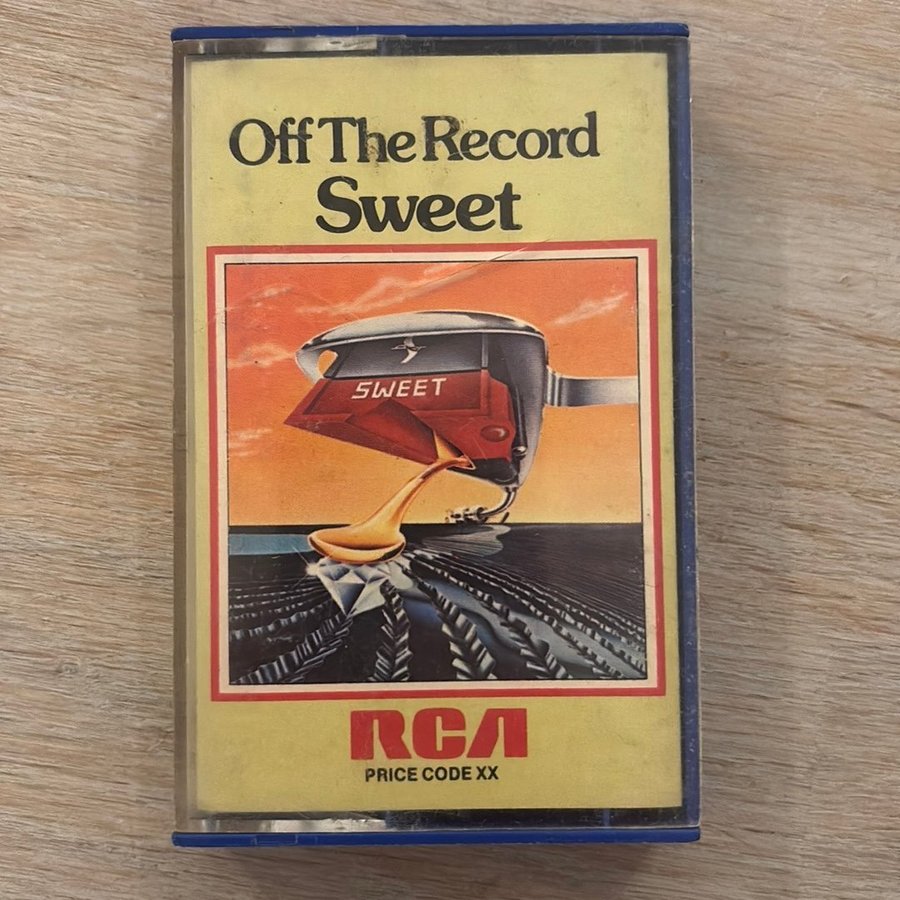 Off The Record
Sweet
SWEET
RCA
PRICE CODE XX